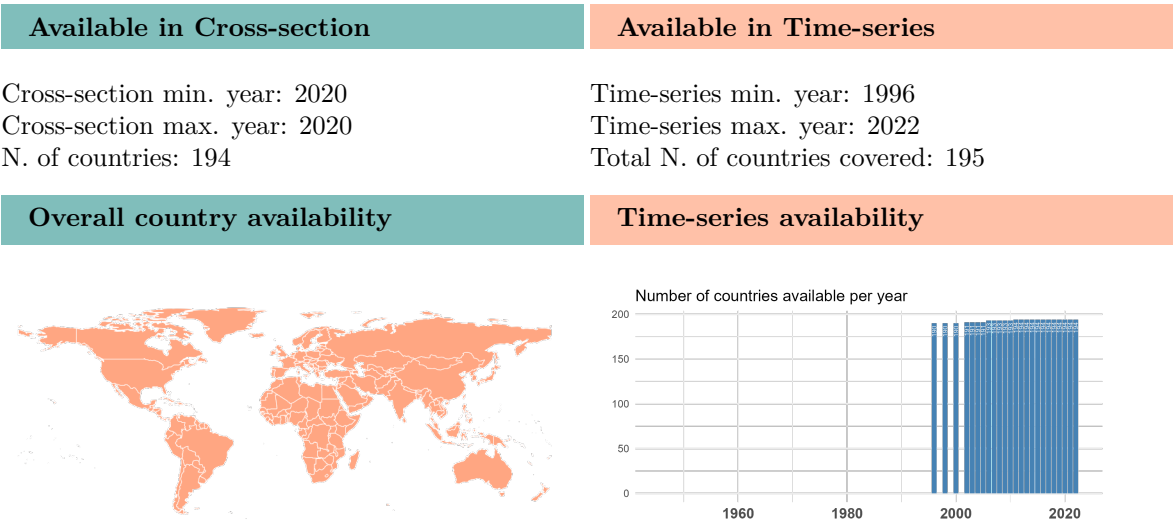 Available in Cross-section
Available in Time-series
Cross-section min. year: 2020
Cross-section max. year: 2020
N. of countries: 194
Time-series min. year: 1996
Time-series max. year: 2022
Total N. of countries covered: 195
Overall country availability
Time-series availability
Number of countries available per year
200
150
100
50
0
1960
1980
2000
2020